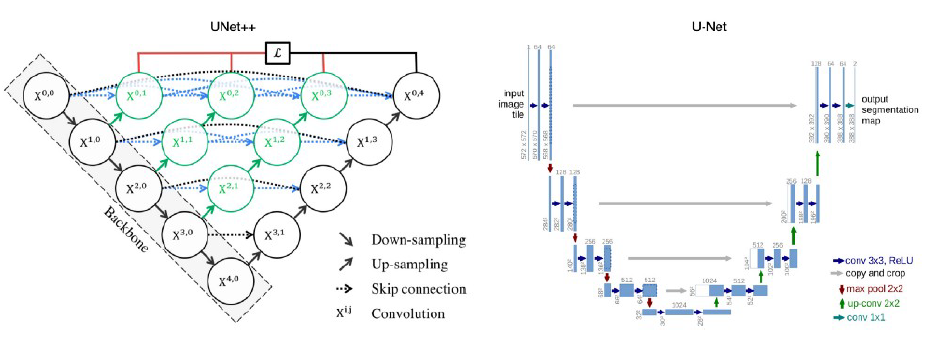 UNet++
ℒ
X⁰,⁰
X⁰,¹
X⁰,²
X⁰,³
X⁰,⁴
X¹,⁰
X¹,¹
X¹,²
X¹,³
X²,⁰
X²,¹
X²,²
X³,⁰
X³,¹
X⁴,⁰
Backbone
Down-sampling
Up-sampling
Skip connection
Xⁱʲ Convolution
U-Net
1 64 64
128 64 64 2
input
image
tile
output
segmentation
map
572 x 572
570 x 570
568 x 568
392 x 392
390 x 390
388 x 388
388 x 388
128 128
256 128
284²
256 256
512 256
512 512
1024 512
1024
conv 3x3, ReLU
copy and crop
max pool 2x2
up-conv 2x2
conv 1x1